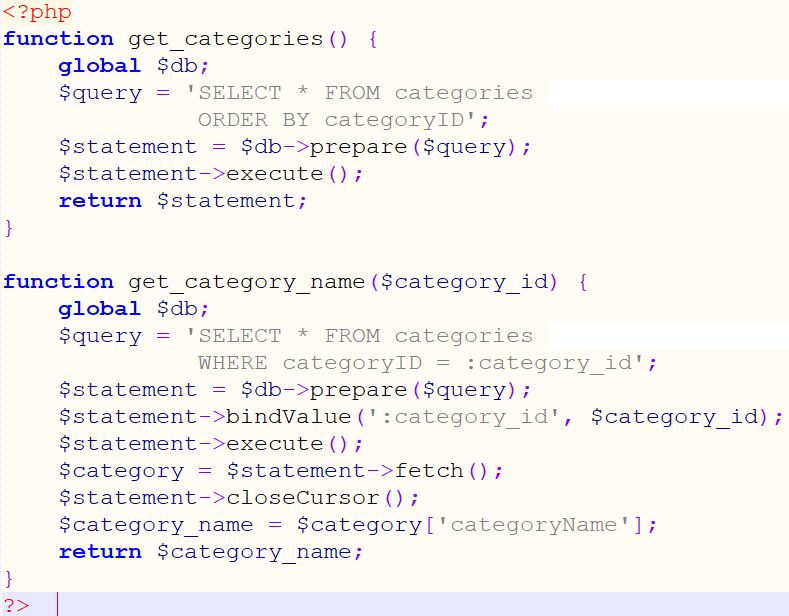 <?php
function get_categories() {
    global $db;
    $query = 'SELECT * FROM categories
              ORDER BY categoryID';
    $statement = $db->prepare($query);
    $statement->execute();
    return $statement;
}

function get_category_name($category_id) {
    global $db;
    $query = 'SELECT * FROM categories
              WHERE categoryID = :category_id';
    $statement = $db->prepare($query);
    $statement->bindValue(':category_id', $category_id);
    $statement->execute();
    $category = $statement->fetch();
    $statement->closeCursor();
    $category_name = $category['categoryName'];
    return $category_name;
}
?>